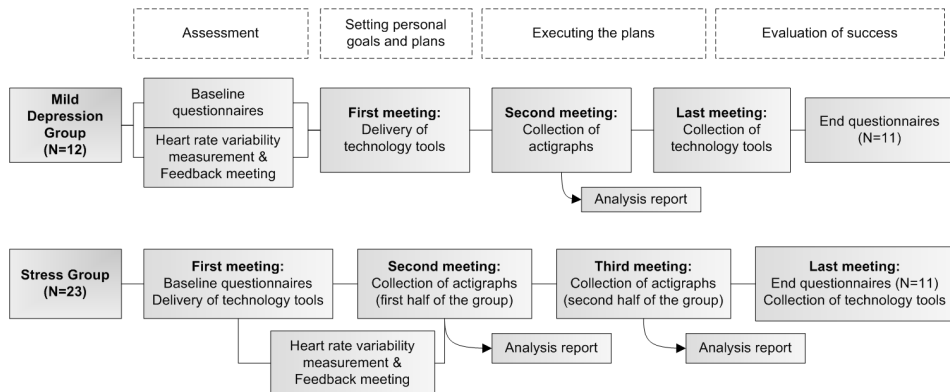 Assessment
Setting personal
goals and plans
Executing the plans
Evaluation of success
Mild
Depression
Group
(N=12)
Baseline
questionnaires
Heart rate variability
measurement &
Feedback meeting
First meeting:
Delivery of
technology tools
Second meeting:
Collection of
actigraphs
Last meeting:
Collection of
technology tools
End questionnaires
(N=11)
Analysis report
Stress Group
(N=23)
First meeting:
Baseline questionnaires
Delivery of technology tools
Second meeting:
Collection of actigraphs
(first half of the group)
Third meeting:
Collection of actigraphs
(second half of the group)
Last meeting:
End questionnaires (N=11)
Collection of technology tools
Heart rate variability
measurement &
Feedback meeting
Analysis report
Analysis report